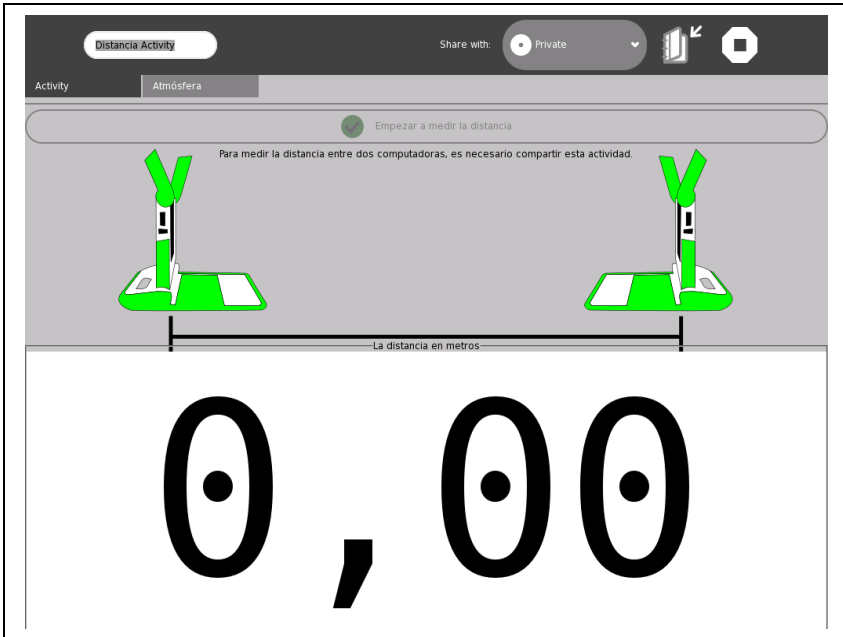 Distancia Activity
Share with:
Private
Activity
Atmósfera
Empezar a medir la distancia
Para medir la distancia entre dos computadoras, es necesario compartir esta actividad.
La distancia en metros
0,00